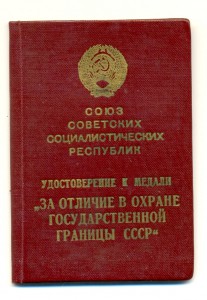 СОЮЗ
СОВЕТСКИХ
СОЦИАЛИСТИЧЕСКИХ
РЕСПУБЛИК
УДОСТОВЕРЕНИЕ К МЕДАЛИ
„ЗА ОТЛИЧИЕ В ОХРАНЕ
ГОСУДАРСТВЕННОЙ
ГРАНИЦЫ СССР“